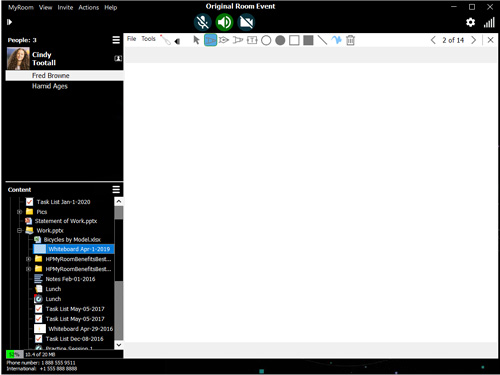 MyRoom View Invite Actions Help
Original Room Event
People: 3
Cindy
Tootall
Fred Browne
Hamid Ages
File Tools
2 of 14
Content
Task List Jan-1-2020
Pics
Statement of Work.pptx
Work.pptx
Bicycles by Model.xlsx
Whiteboard Apr-1-2019
HPMyRoomBenefitsBest...
HPMyRoomBenefitsBest...
Notes Feb-01-2016
Lunch
Lunch
Task List May-05-2017
Task List May-05-2017
Whiteboard Apr-29-2016
Task List Dec-08-2016
Practice Session 1
52% 10.4 of 20 MB
Phone number: 1 888 555 9511
International: +1 555 888 8888